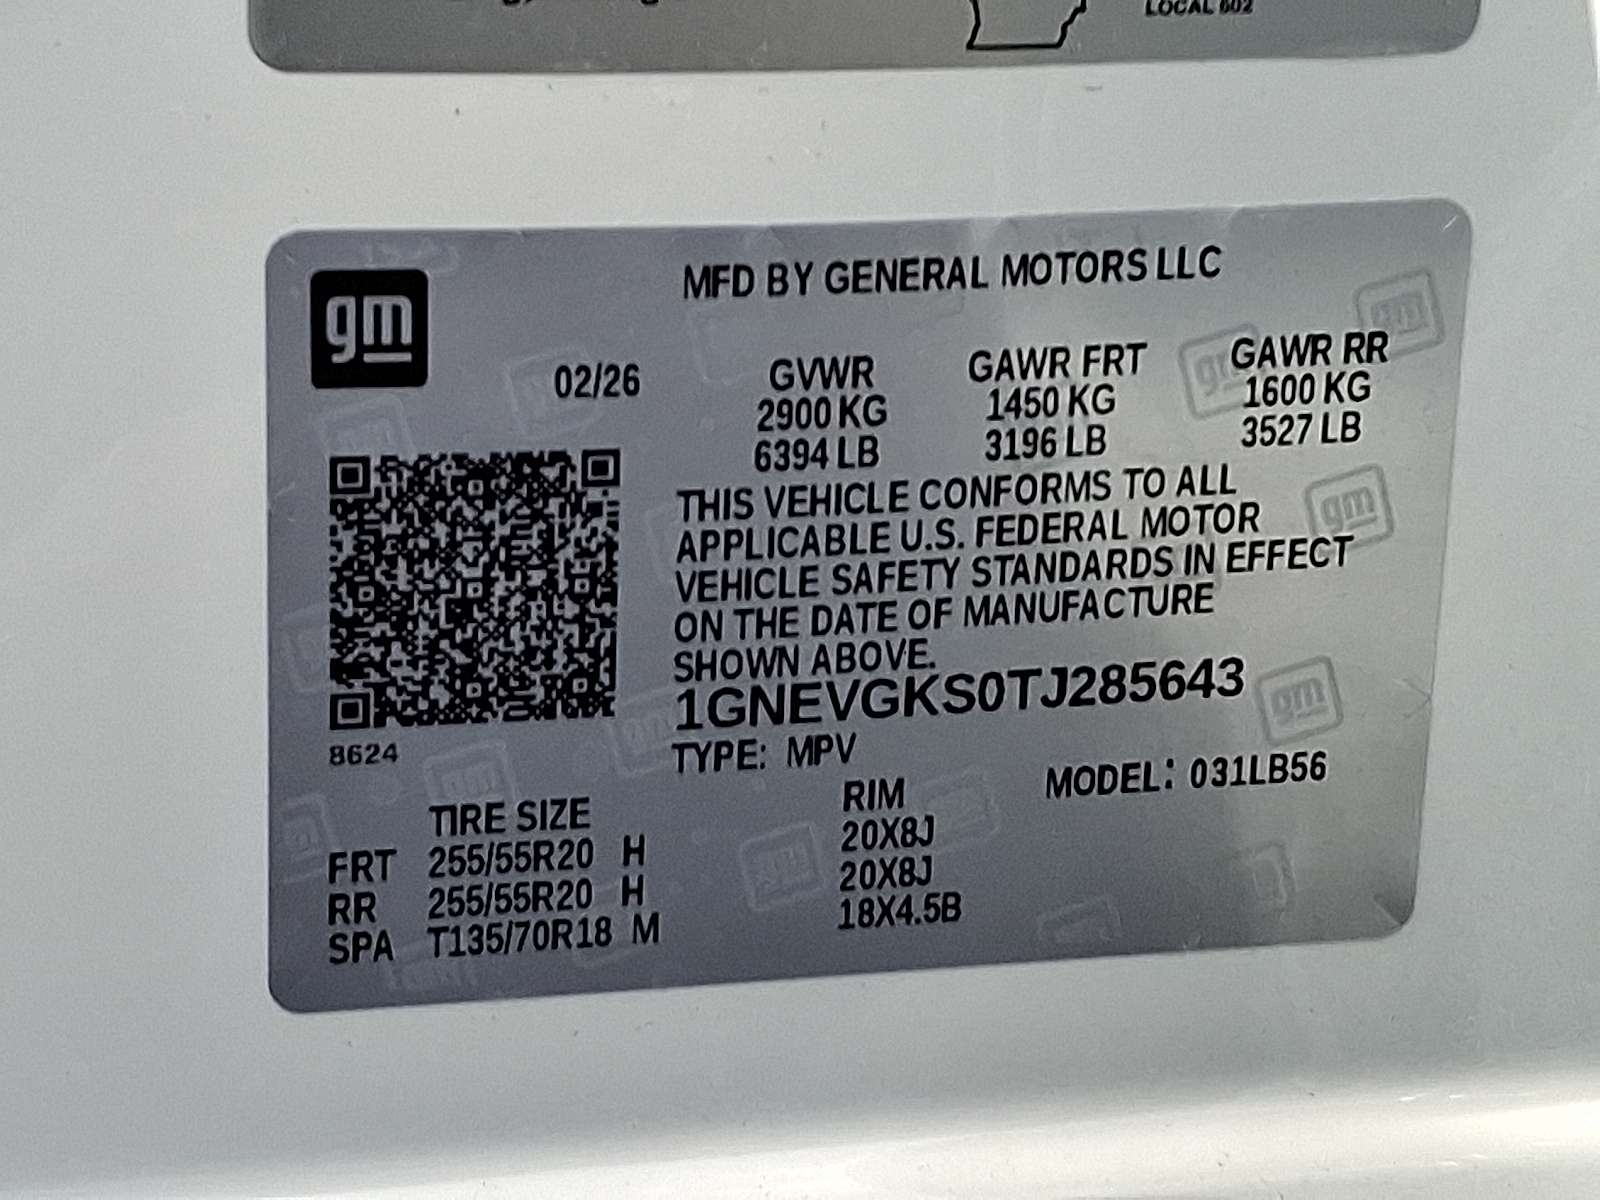 LOCAL 602
gm
MFD BY GENERAL MOTORS LLC
02/26
GVWR GAWR FRT GAWR RR
2900 KG 1450 KG 1600 KG
6394 LB 3196 LB 3527 LB
THIS VEHICLE CONFORMS TO ALL
APPLICABLE U.S. FEDERAL MOTOR
VEHICLE SAFETY STANDARDS IN EFFECT
ON THE DATE OF MANUFACTURE
SHOWN ABOVE.
1GNEVGKS0TJ285643
8624
TYPE: MPV
MODEL: 031LB56
TIRE SIZE RIM
FRT 255/55R20 H 20X8J
RR 255/55R20 H 20X8J
SPA T135/70R18 M 18X4.5B